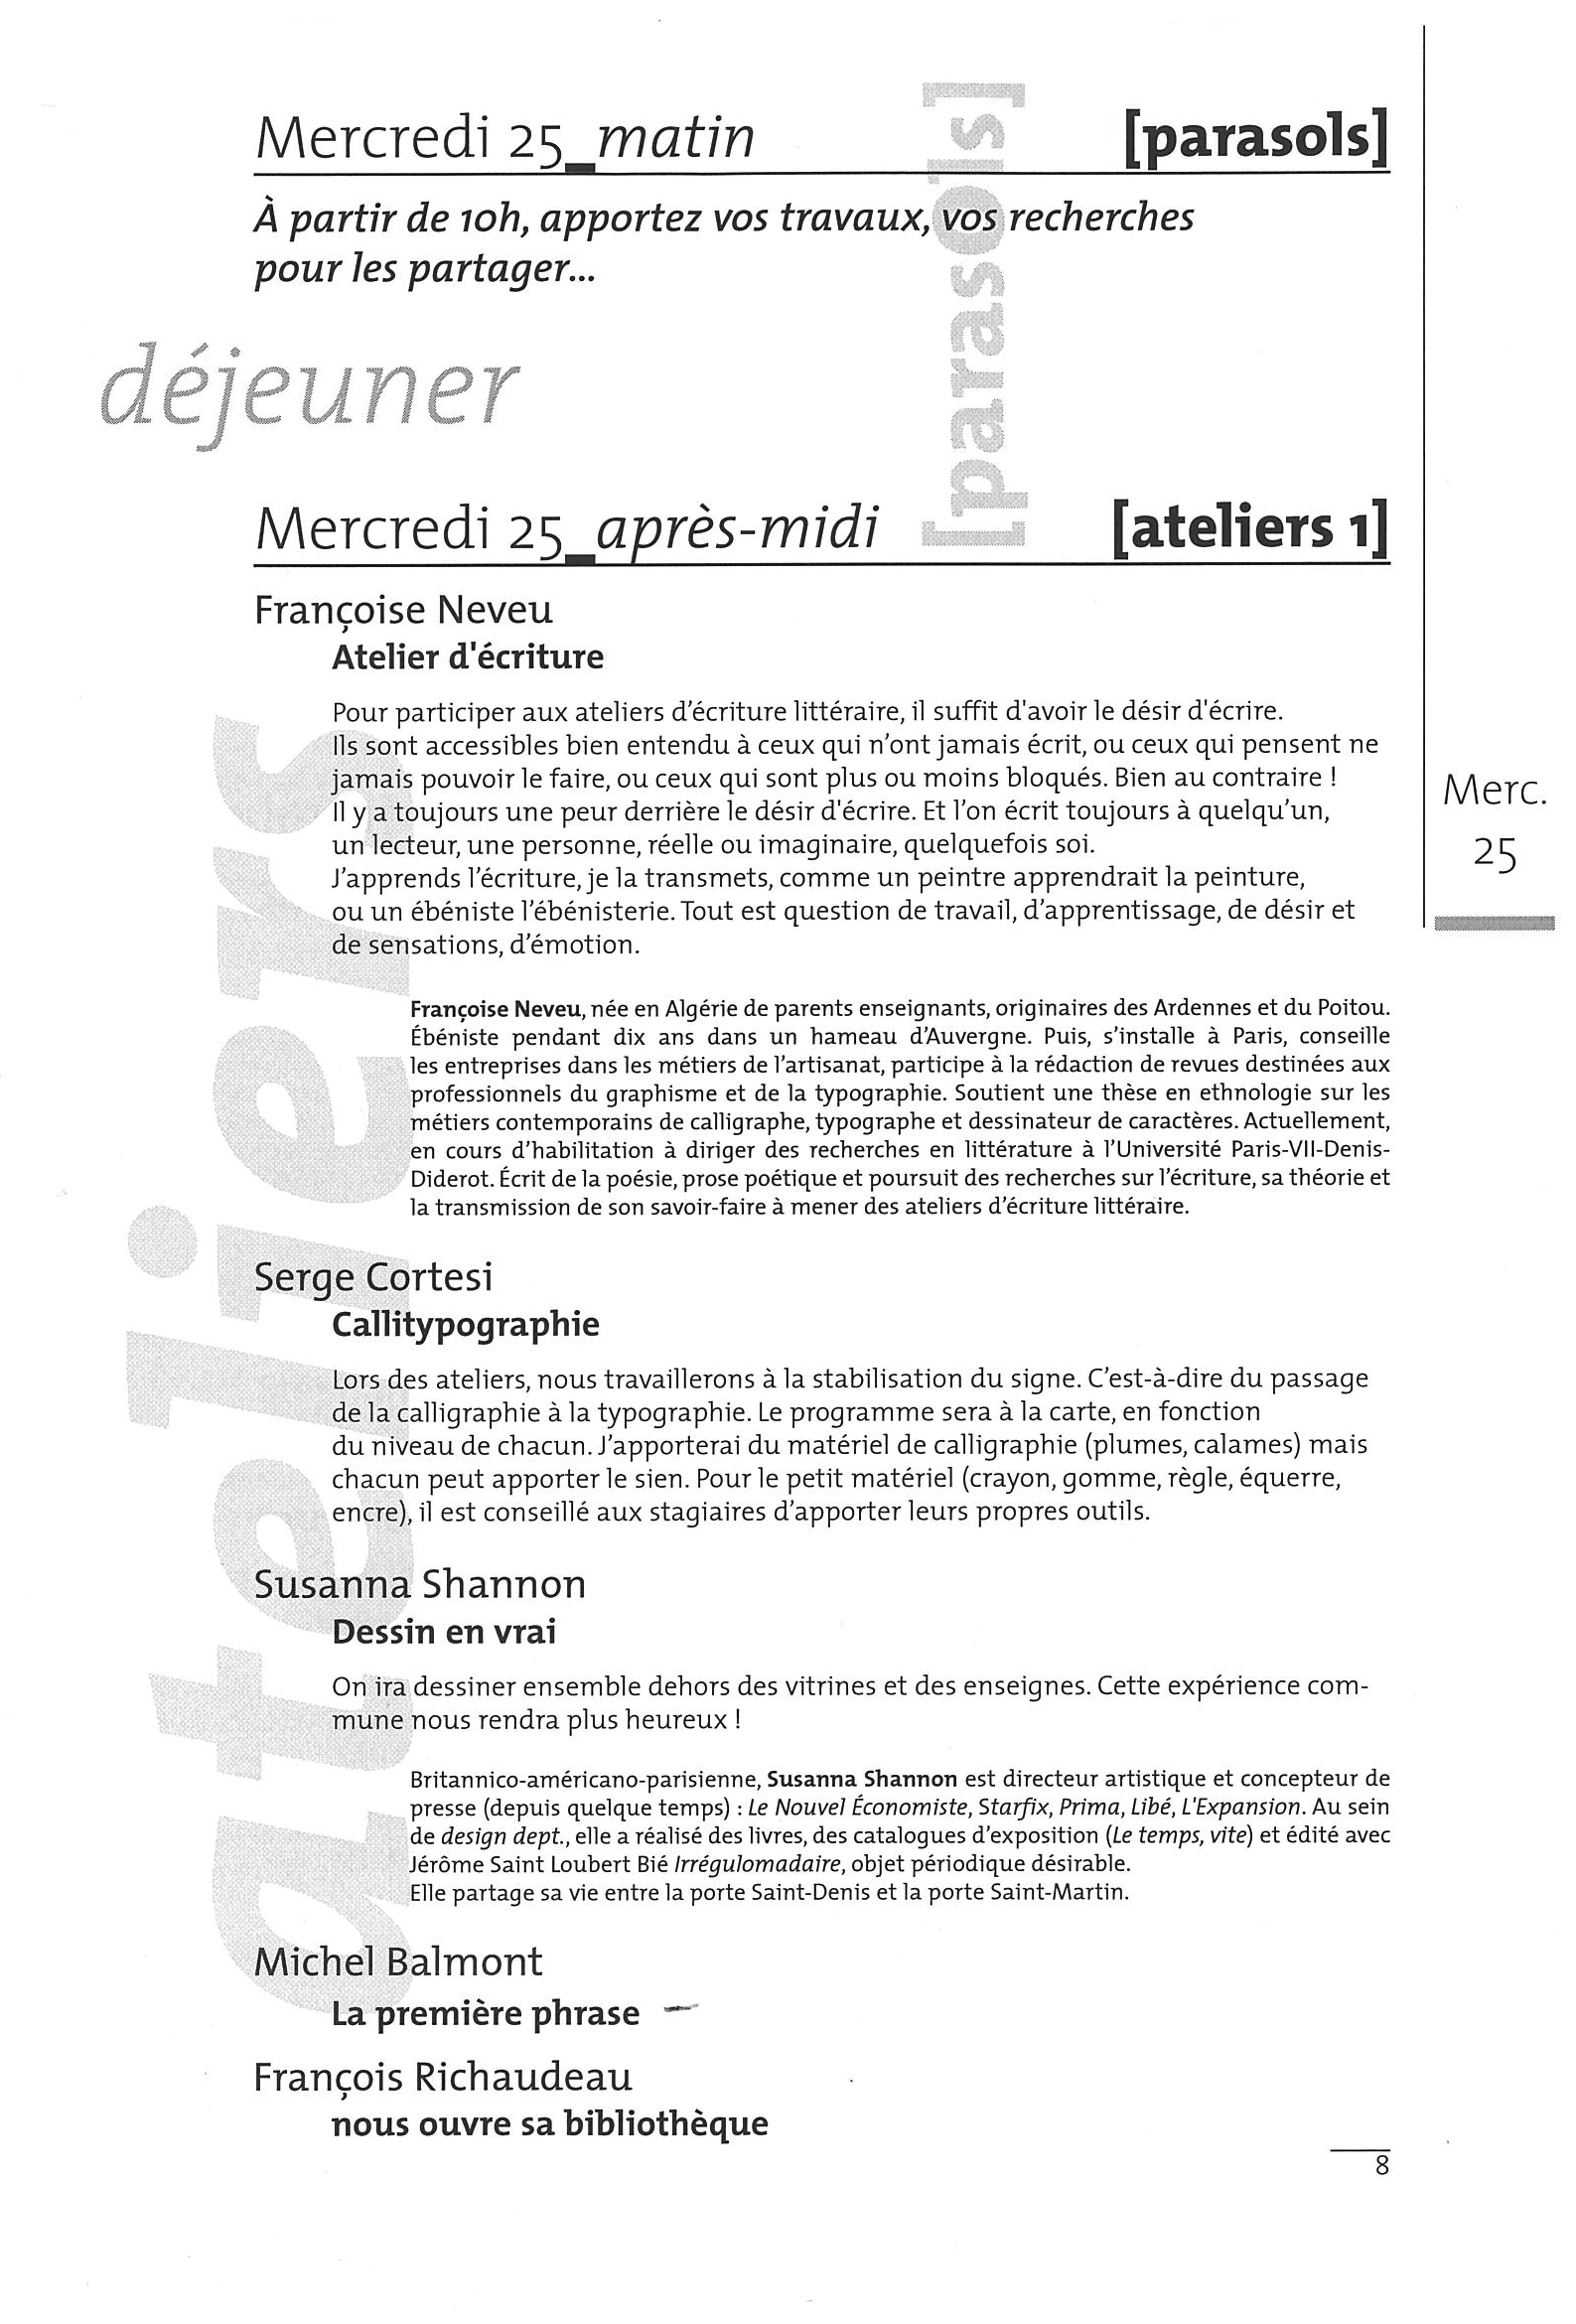 Mercredi 25_matin [parasols]
À partir de 10h, apportez vos travaux, vos recherches
pour les partager...
[parasols]
déjeuner
Mercredi 25_après-midi [ateliers 1]
Françoise Neveu
Atelier d'écriture
Pour participer aux ateliers d’écriture littéraire, il suffit d'avoir le désir d'écrire.
Ils sont accessibles bien entendu à ceux qui n’ont jamais écrit, ou ceux qui pensent ne
jamais pouvoir le faire, ou ceux qui sont plus ou moins bloqués. Bien au contraire !
Il y a toujours une peur derrière le désir d'écrire. Et l’on écrit toujours à quelqu’un,
un lecteur, une personne, réelle ou imaginaire, quelquefois soi.
J’apprends l’écriture, je la transmets, comme un peintre apprendrait la peinture,
ou un ébéniste l’ébénisterie. Tout est question de travail, d’apprentissage, de désir et
de sensations, d’émotion.
Merc.
25
Françoise Neveu, née en Algérie de parents enseignants, originaires des Ardennes et du Poitou.
Ébéniste pendant dix ans dans un hameau d’Auvergne. Puis, s’installe à Paris, conseille
les entreprises dans les métiers de l’artisanat, participe à la rédaction de revues destinées aux
professionnels du graphisme et de la typographie. Soutient une thèse en ethnologie sur les
métiers contemporains de calligraphe, typographe et dessinateur de caractères. Actuellement,
en cours d’habilitation à diriger des recherches en littérature à l’Université Paris-VII-Denis-
Diderot. Écrit de la poésie, prose poétique et poursuit des recherches sur l’écriture, sa théorie et
la transmission de son savoir-faire à mener des ateliers d’écriture littéraire.
ateliers
Serge Cortesi
Callitypographie
Lors des ateliers, nous travaillerons à la stabilisation du signe. C’est-à-dire du passage
de la calligraphie à la typographie. Le programme sera à la carte, en fonction
du niveau de chacun. J’apporterai du matériel de calligraphie (plumes, calames) mais
chacun peut apporter le sien. Pour le petit matériel (crayon, gomme, règle, équerre,
encre), il est conseillé aux stagiaires d’apporter leurs propres outils.
Susanna Shannon
Dessin en vrai
On ira dessiner ensemble dehors des vitrines et des enseignes. Cette expérience com-
mune nous rendra plus heureux !
Britannico-américano-parisienne, Susanna Shannon est directeur artistique et concepteur de
presse (depuis quelque temps) : Le Nouvel Économiste, Starfix, Prima, Libé, L'Expansion. Au sein
de design dept., elle a réalisé des livres, des catalogues d’exposition (Le temps, vite) et édité avec
Jérôme Saint Loubert Bié Irrégulomadaire, objet périodique désirable.
Elle partage sa vie entre la porte Saint-Denis et la porte Saint-Martin.
Michel Balmont
La première phrase
François Richaudeau
nous ouvre sa bibliothèque
8